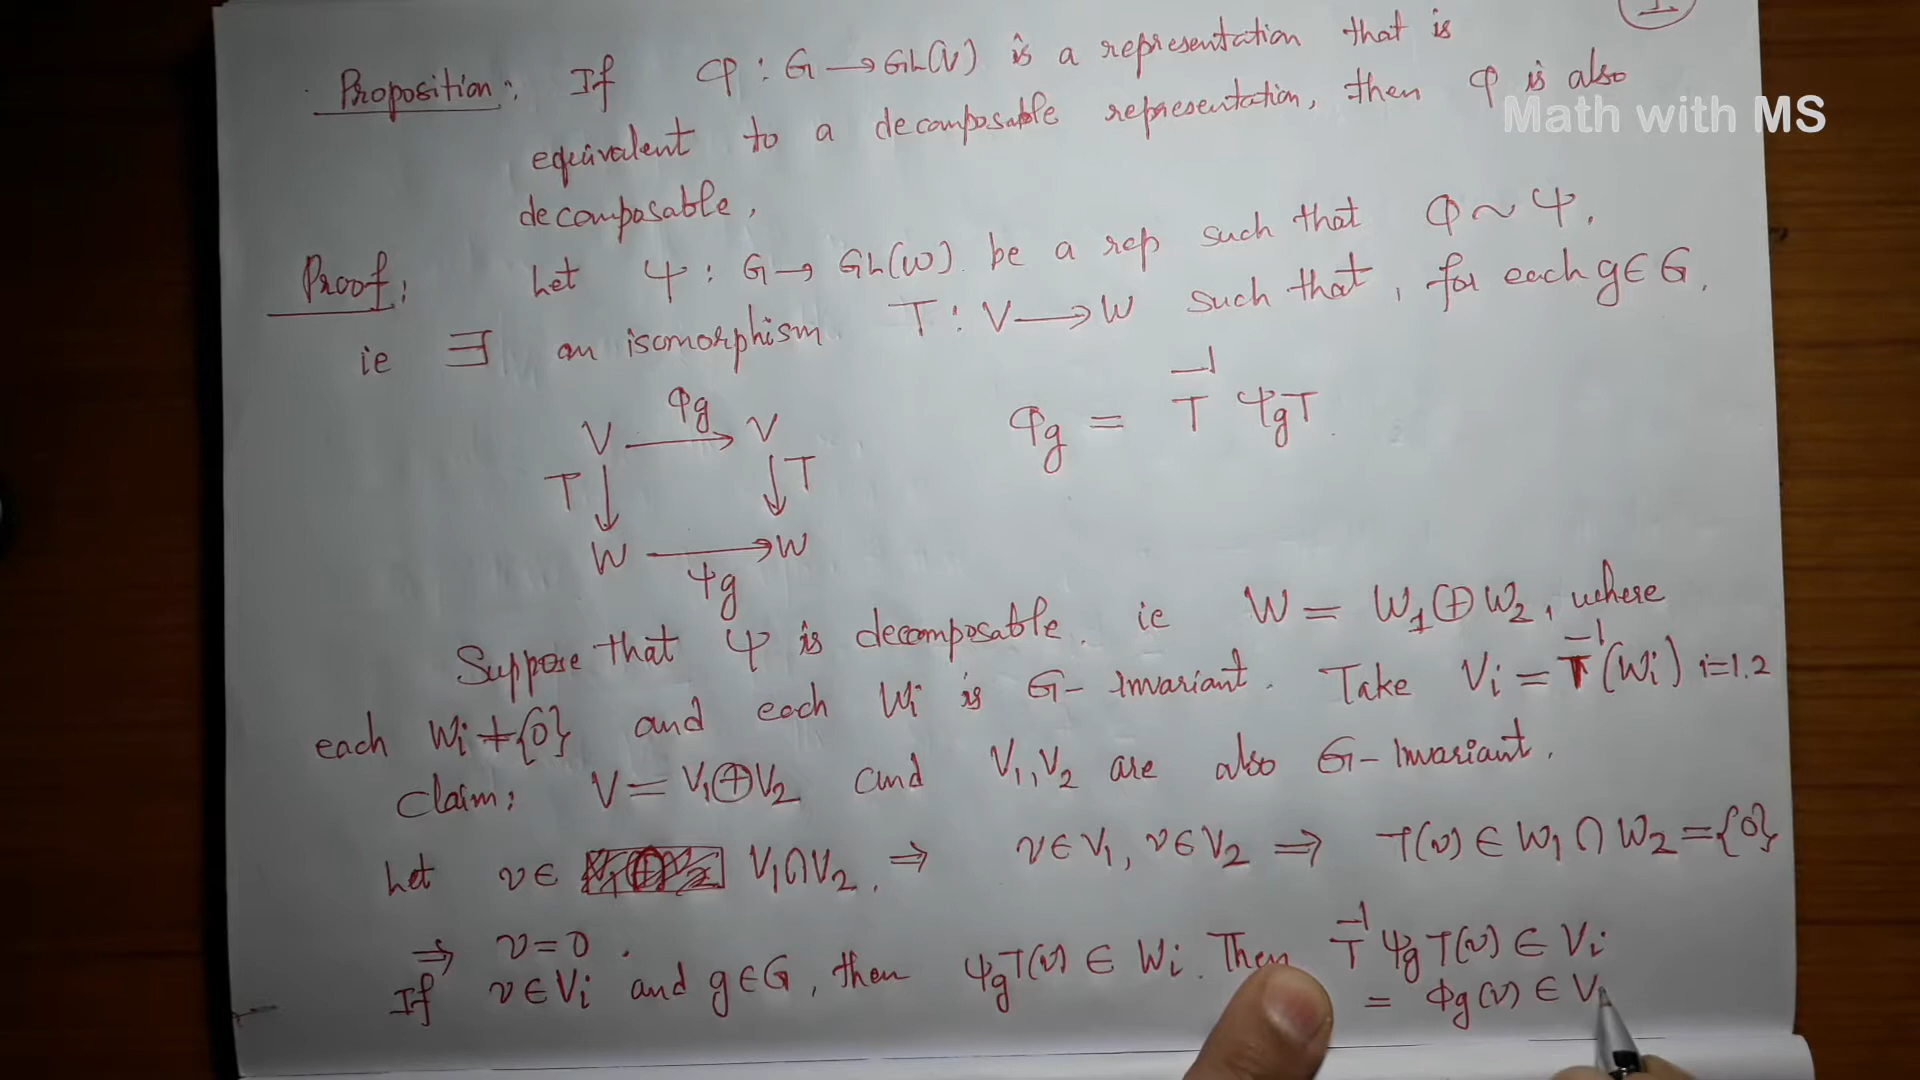 1
Proposition: If φ : G → GL(V) is a representation that is
equivalent to a decomposable representation, then φ is also
decomposable.
Math with MS
Proof: Let ψ : G → GL(W) be a rep such that φ ~ ψ.
ie ∃ an isomorphism T : V → W such that, for each g ∈ G,
V —φg→ V
φg = T⁻¹ ψg T
T ↓ ↓ T
W —ψg→ W
Suppose that ψ is decomposable. ie W = W₁ ⊕ W₂, where
each Wi ≠ {0} and each Wi is G-Invariant. Take Vi = T⁻¹(Wi) i=1.2
Claim: V = V₁ ⊕ V₂ and V₁, V₂ are also G-Invariant.
Let v ∈ V₁ ∩ V₂. ⇒ v ∈ V₁, v ∈ V₂ ⇒ T(v) ∈ W₁ ∩ W₂ = {0}
⇒ v = 0.
If v ∈ Vi and g ∈ G, then ψg T(v) ∈ Wi. Then T⁻¹ ψg T(v) ∈ Vi
= φg(v) ∈ V